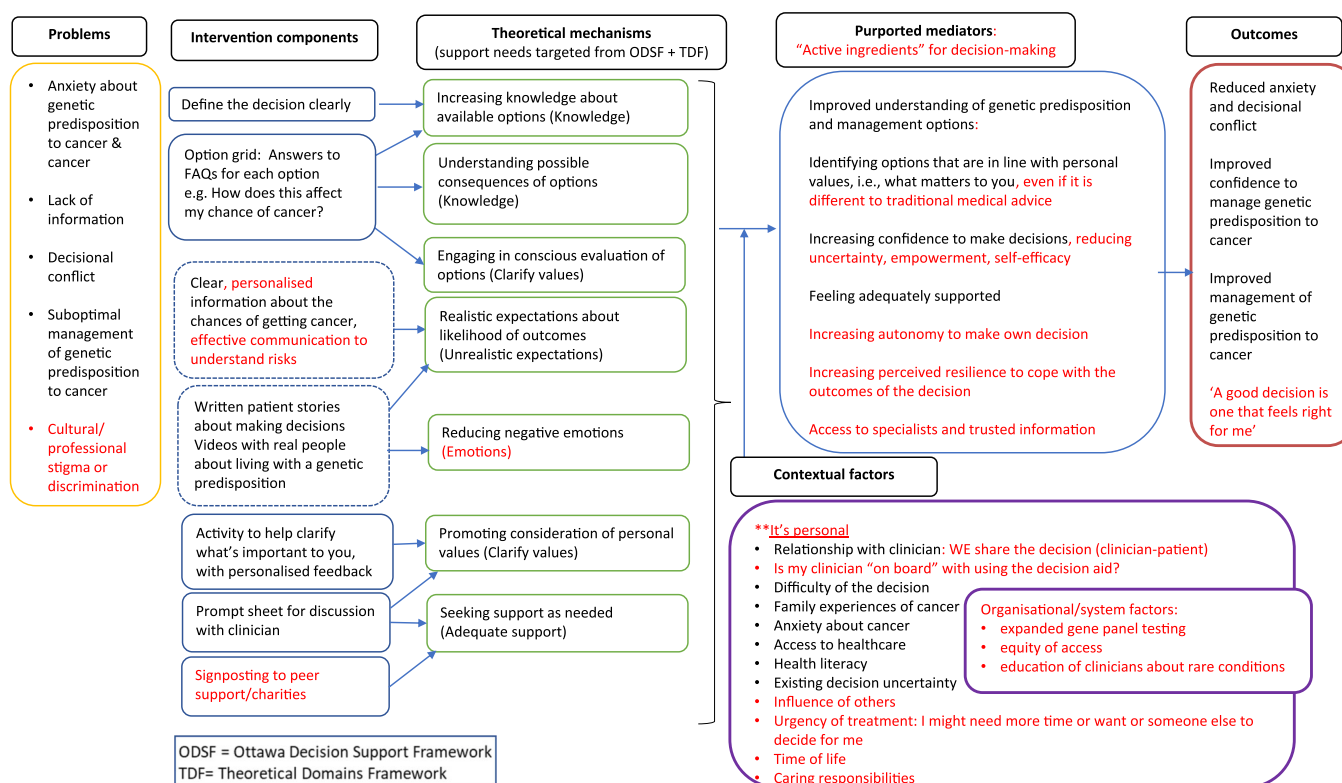 Problems
• Anxiety about
genetic
predisposition
to cancer &
cancer
• Lack of
information
• Decisional
conflict
• Suboptimal
management
of genetic
predisposition
to cancer
• Cultural/
professional
stigma or
discrimination
Intervention components
Define the decision clearly
Option grid: Answers to
FAQs for each option
e.g. How does this affect
my chance of cancer?
Clear, personalised
information about the
chances of getting cancer,
effective communication to
understand risks
Written patient stories
about making decisions
Videos with real people
about living with a genetic
predisposition
Activity to help clarify
what's important to you,
with personalised feedback
Prompt sheet for discussion
with clinician
Signposting to peer
support/charities
Theoretical mechanisms
(support needs targeted from ODSF + TDF)
Increasing knowledge about
available options (Knowledge)
Understanding possible
consequences of options
(Knowledge)
Engaging in conscious evaluation of
options (Clarify values)
Realistic expectations about
likelihood of outcomes
(Unrealistic expectations)
Reducing negative emotions
(Emotions)
Promoting consideration of personal
values (Clarify values)
Seeking support as needed
(Adequate support)
Purported mediators:
"Active ingredients" for decision-making
Improved understanding of genetic predisposition
and management options:
Identifying options that are in line with personal
values, i.e., what matters to you, even if it is
different to traditional medical advice
Increasing confidence to make decisions, reducing
uncertainty, empowerment, self-efficacy
Feeling adequately supported
Increasing autonomy to make own decision
Increasing perceived resilience to cope with the
outcomes of the decision
Access to specialists and trusted information
Outcomes
Reduced anxiety
and decisional
conflict
Improved
confidence to
manage genetic
predisposition to
cancer
Improved
management of
genetic
predisposition to
cancer
'A good decision is
one that feels right
for me'
Contextual factors
**It's personal
• Relationship with clinician: WE share the decision (clinician-patient)
• Is my clinician "on board" with using the decision aid?
• Difficulty of the decision
• Family experiences of cancer
• Anxiety about cancer
• Access to healthcare
• Health literacy
• Existing decision uncertainty
• Influence of others
• Urgency of treatment: I might need more time or want or someone else to
decide for me
• Time of life
• Caring responsibilities
Organisational/system factors:
• expanded gene panel testing
• equity of access
• education of clinicians about rare conditions
ODSF = Ottawa Decision Support Framework
TDF= Theoretical Domains Framework